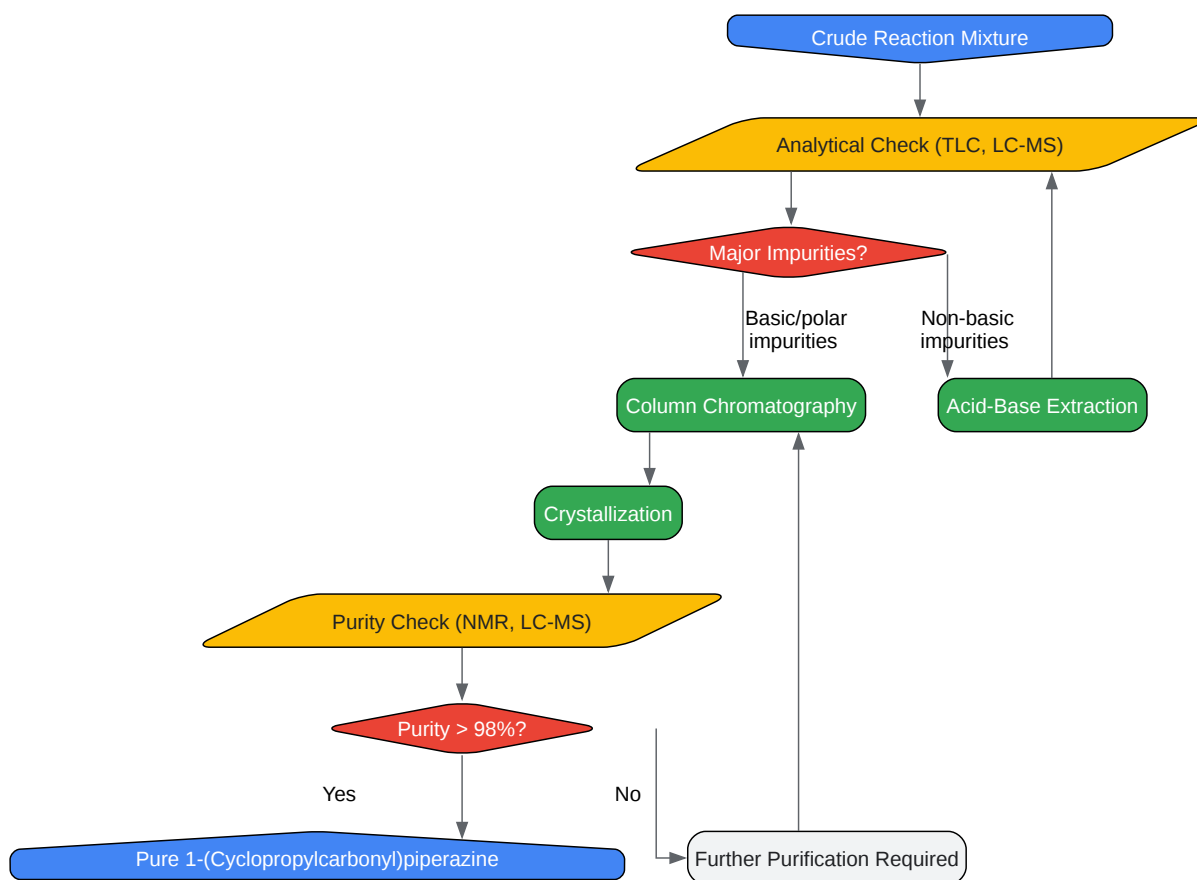 Crude Reaction Mixture
Analytical Check (TLC, LC-MS)
Major Impurities?
Basic/polar
impurities
Non-basic
impurities
Column Chromatography
Acid-Base Extraction
Crystallization
Purity Check (NMR, LC-MS)
Purity > 98%?
Yes
No
Pure 1-(Cyclopropylcarbonyl)piperazine
Further Purification Required